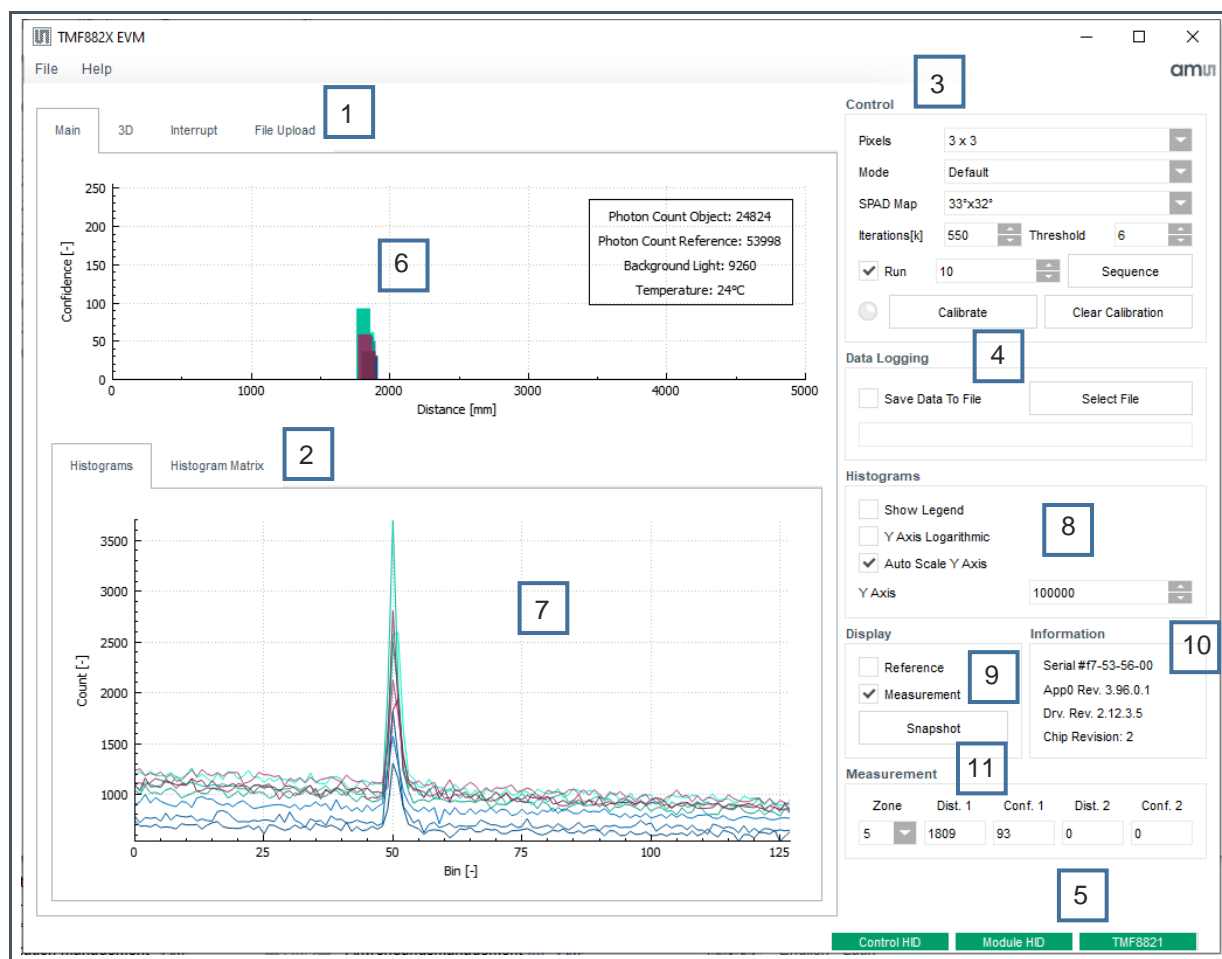 TMF882X EVM
File Help
amu
3
Control
1
Main 3D Interrupt File Upload
Pixels 3 x 3
Mode Default
SPAD Map 33°x32°
Iterations[k] 550 Threshold 6
Run 10 Sequence
Calibrate Clear Calibration
250
200
150
100
50
0
Confidence [-]
6
Photon Count Object: 24824
Photon Count Reference: 53998
Background Light: 9260
Temperature: 24°C
0 1000 2000 3000 4000 5000
Distance [mm]
4
Data Logging
Save Data To File Select File
2
Histograms Histogram Matrix
Histograms
Show Legend
Y Axis Logarithmic
Auto Scale Y Axis
Y Axis 100000
8
3500
3000
2500
2000
1500
1000
Count [-]
7
0 25 50 75 100 125
Bin [-]
Display
Reference
Measurement
Snapshot
9
Information
10
Serial #f7-53-56-00
App0 Rev. 3.96.0.1
Drv. Rev. 2.12.3.5
Chip Revision: 2
11
Measurement
Zone Dist. 1 Conf. 1 Dist. 2 Conf. 2
5 1809 93 0 0
5
Control HID Module HID TMF8821